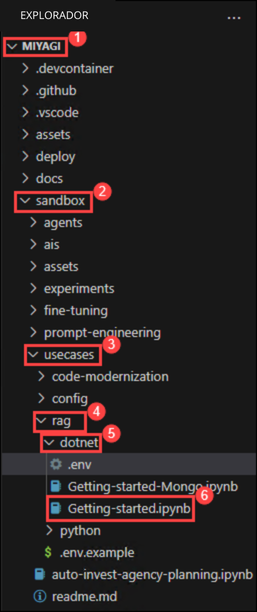 EXPLORADOR ...
MIYAGI 1
.devcontainer
.github
.vscode
assets
deploy
docs
sandbox 2
agents
ais
assets
experiments
fine-tuning
prompt-engineering
usecases 3
code-modernization
config
rag 4
dotnet 5
.env
Getting-started-Mongo.ipynb
Getting-started.ipynb 6
python
$ .env.example
auto-invest-agency-planning.ipynb
readme.md